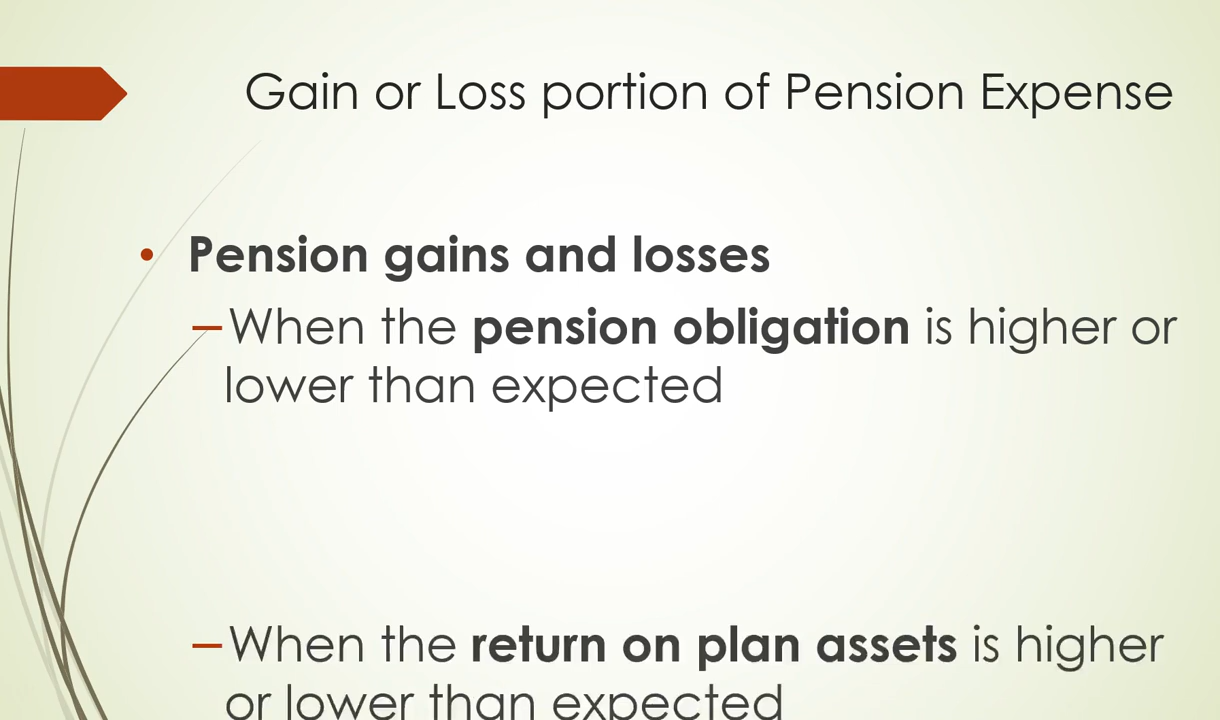 Gain or Loss portion of Pension Expense
• Pension gains and losses
–When the pension obligation is higher or
lower than expected
–When the return on plan assets is higher
or lower than expected